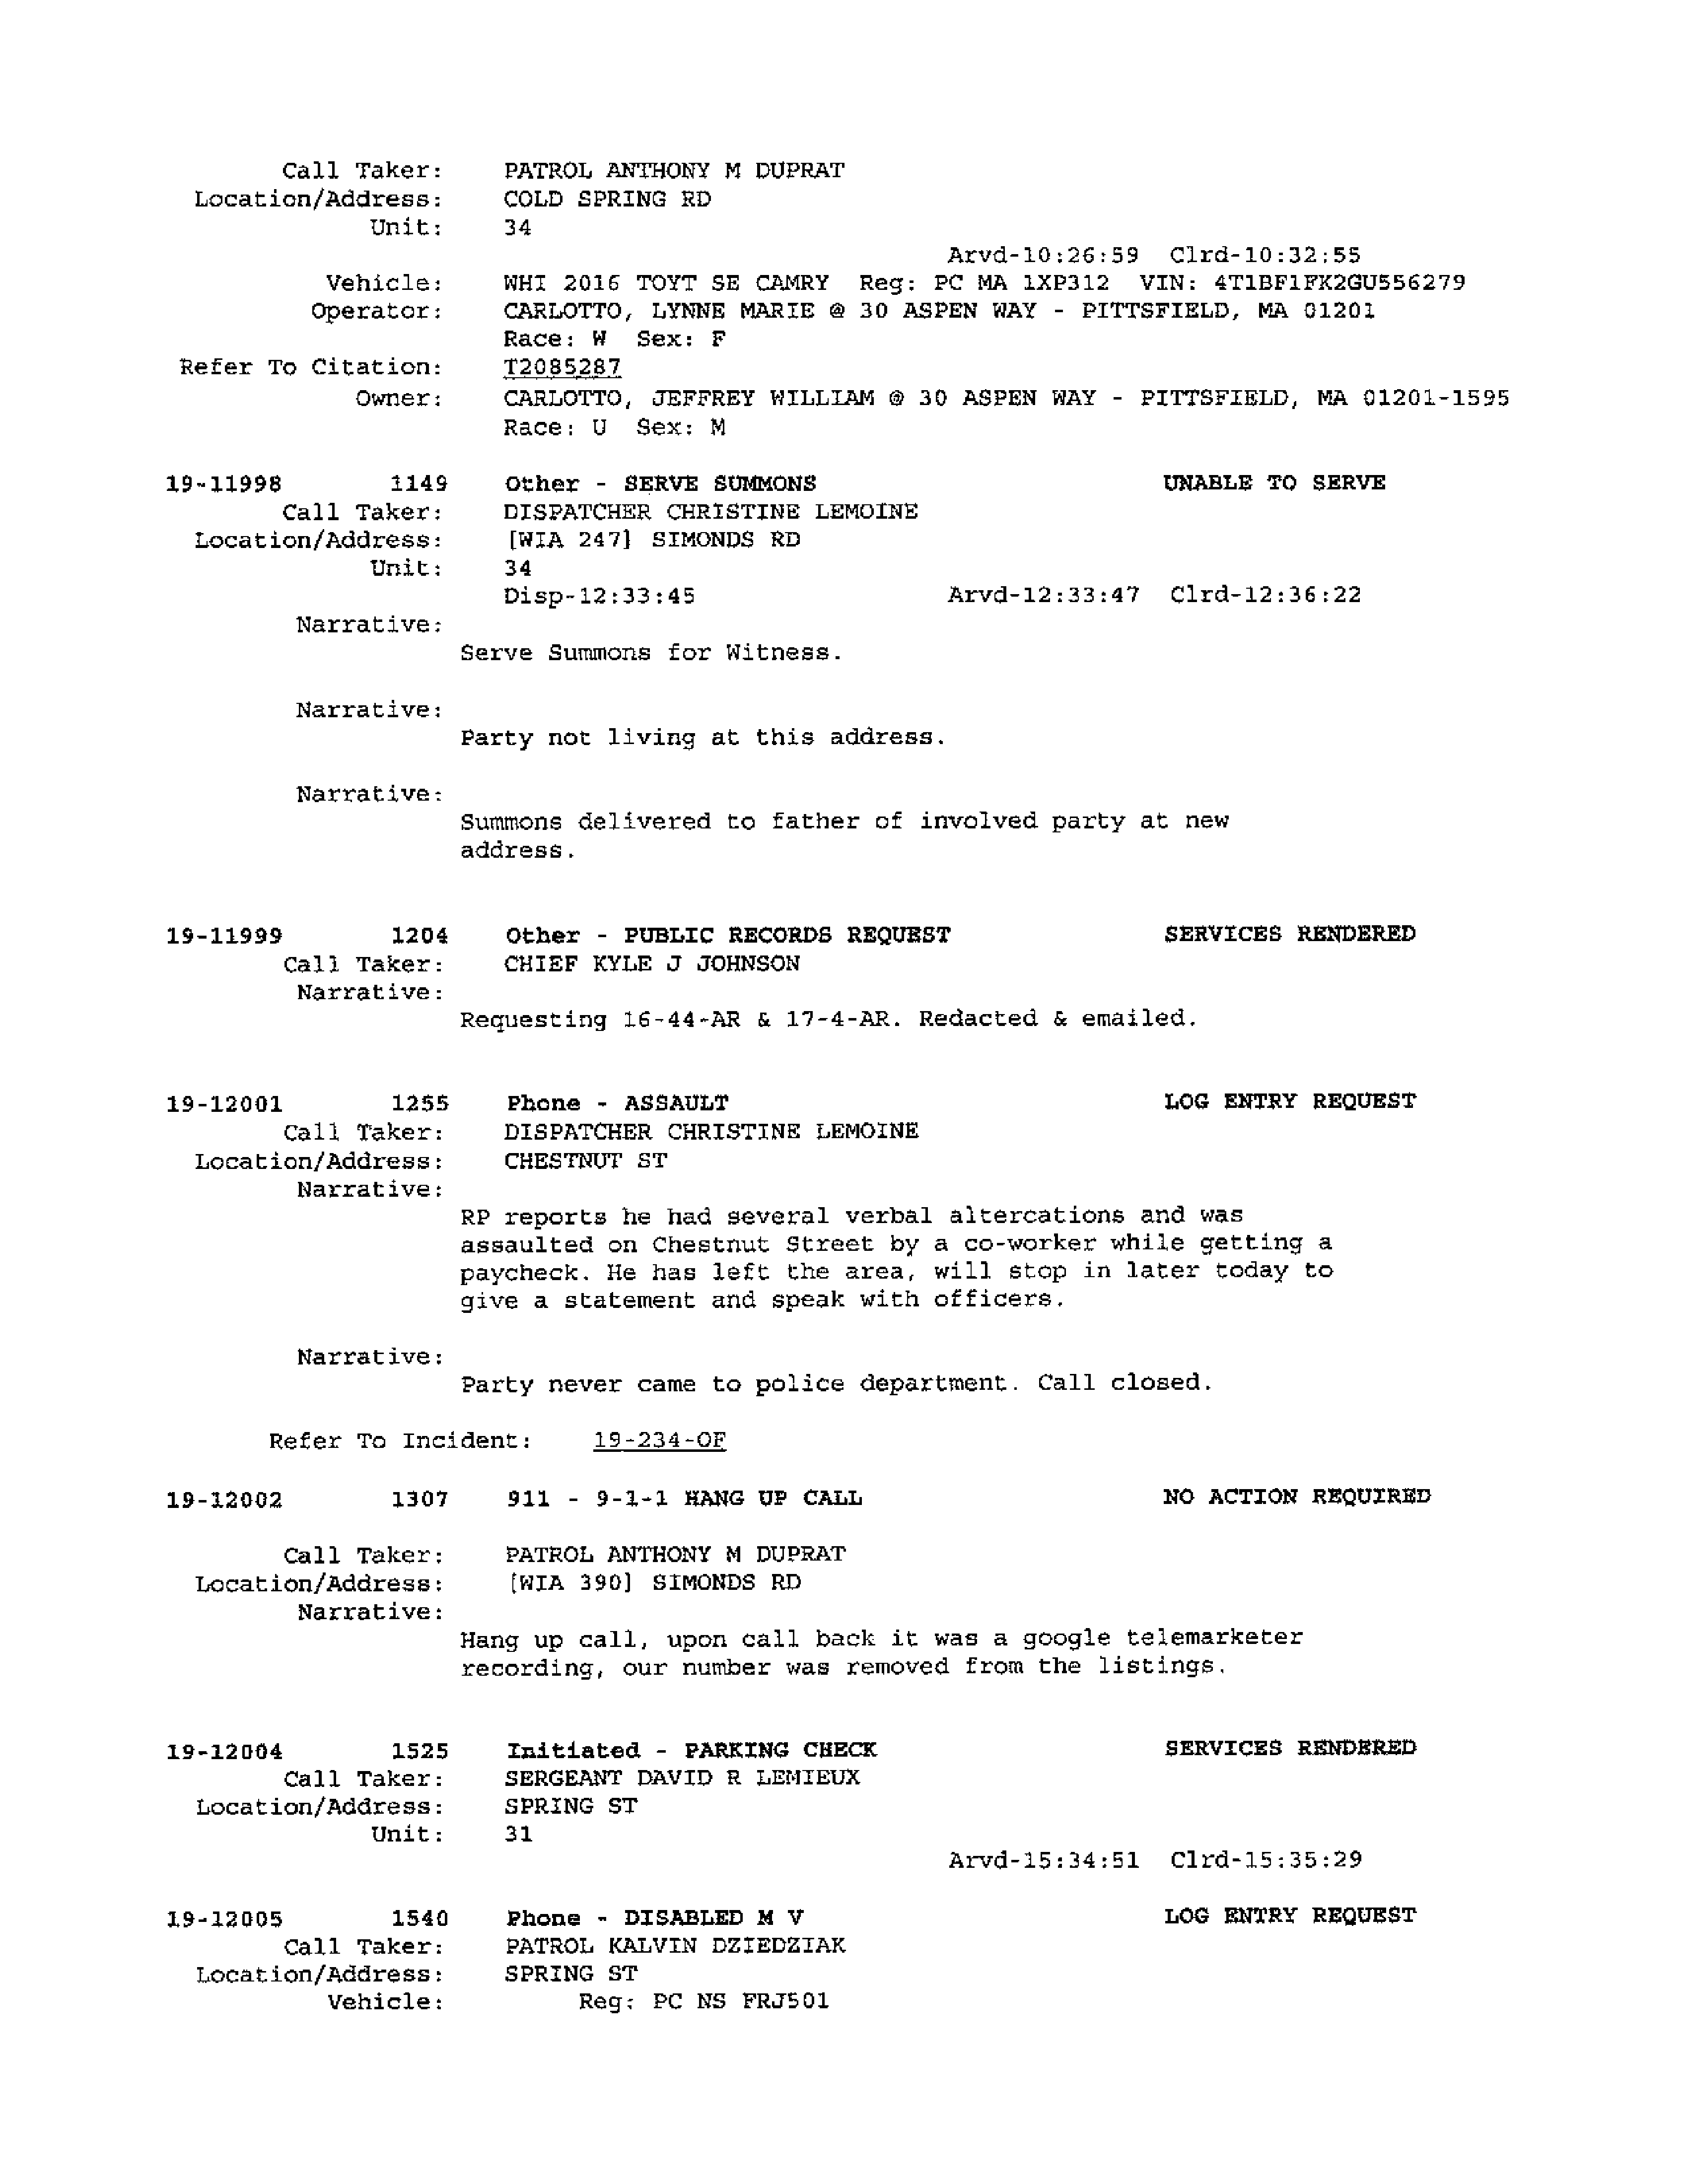 Call Taker: PATROL ANTHONY M DUPRAT
Location/Address: COLD SPRING RD
Unit: 34
Arvd-10:26:59 Clrd-10:32:55
Vehicle: WHI 2016 TOYT SE CAMRY Reg: PC MA 1XP312 VIN: 4T1BF1FK2GU556279
Operator: CARLOTTO, LYNNE MARIE @ 30 ASPEN WAY - PITTSFIELD, MA 01201
Race: W Sex: F
Refer To Citation: T2085287
Owner: CARLOTTO, JEFFREY WILLIAM @ 30 ASPEN WAY - PITTSFIELD, MA 01201-1595
Race: U Sex: M
19-11998 1149 Other - SERVE SUMMONS UNABLE TO SERVE
Call Taker: DISPATCHER CHRISTINE LEMOINE
Location/Address: [WIA 247] SIMONDS RD
Unit: 34
Disp-12:33:45 Arvd-12:33:47 Clrd-12:36:22
Narrative:
Serve Summons for Witness.
Narrative:
Party not living at this address.
Narrative:
Summons delivered to father of involved party at new
address.
19-11999 1204 Other - PUBLIC RECORDS REQUEST SERVICES RENDERED
Call Taker: CHIEF KYLE J JOHNSON
Narrative:
Requesting 16-44-AR & 17-4-AR. Redacted & emailed.
19-12001 1255 Phone - ASSAULT LOG ENTRY REQUEST
Call Taker: DISPATCHER CHRISTINE LEMOINE
Location/Address: CHESTNUT ST
Narrative:
RP reports he had several verbal altercations and was
assaulted on Chestnut Street by a co-worker while getting a
paycheck. He has left the area, will stop in later today to
give a statement and speak with officers.
Narrative:
Party never came to police department. Call closed.
Refer To Incident: 19-234-OF
19-12002 1307 911 - 9-1-1 HANG UP CALL NO ACTION REQUIRED
Call Taker: PATROL ANTHONY M DUPRAT
Location/Address: [WIA 390] SIMONDS RD
Narrative:
Hang up call, upon call back it was a google telemarketer
recording, our number was removed from the listings.
19-12004 1525 Initiated - PARKING CHECK SERVICES RENDERED
Call Taker: SERGEANT DAVID R LEMIEUX
Location/Address: SPRING ST
Unit: 31
Arvd-15:34:51 Clrd-15:35:29
19-12005 1540 Phone - DISABLED M V LOG ENTRY REQUEST
Call Taker: PATROL KALVIN DZIEDZIAK
Location/Address: SPRING ST
Vehicle: Reg: PC NS FRJ501